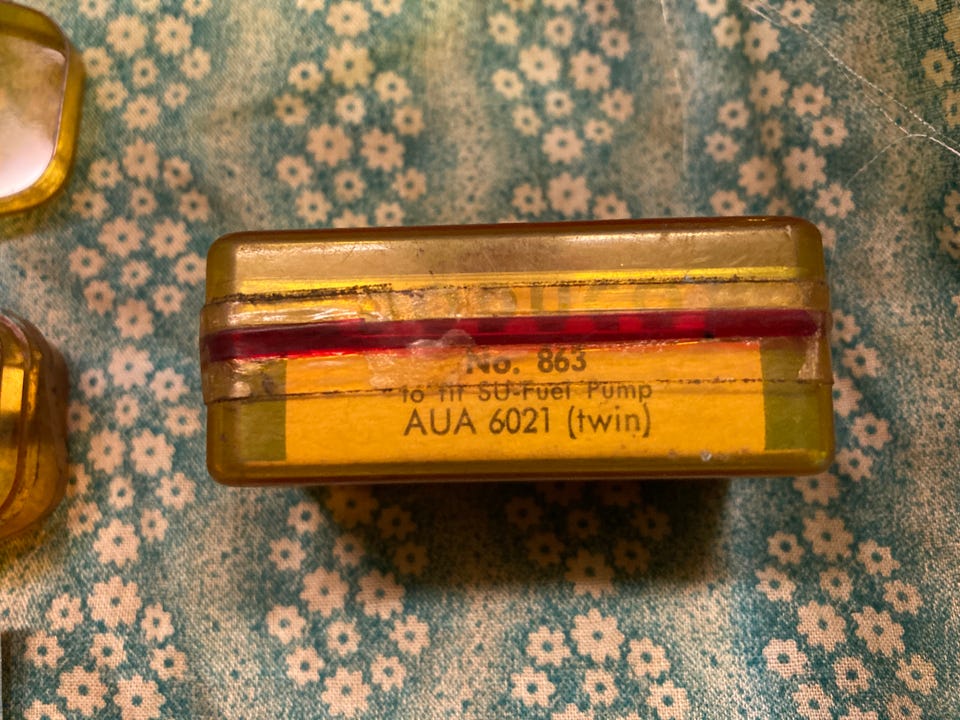 No. 863
to fit SU-Fuel Pump
AUA 6021 (twin)